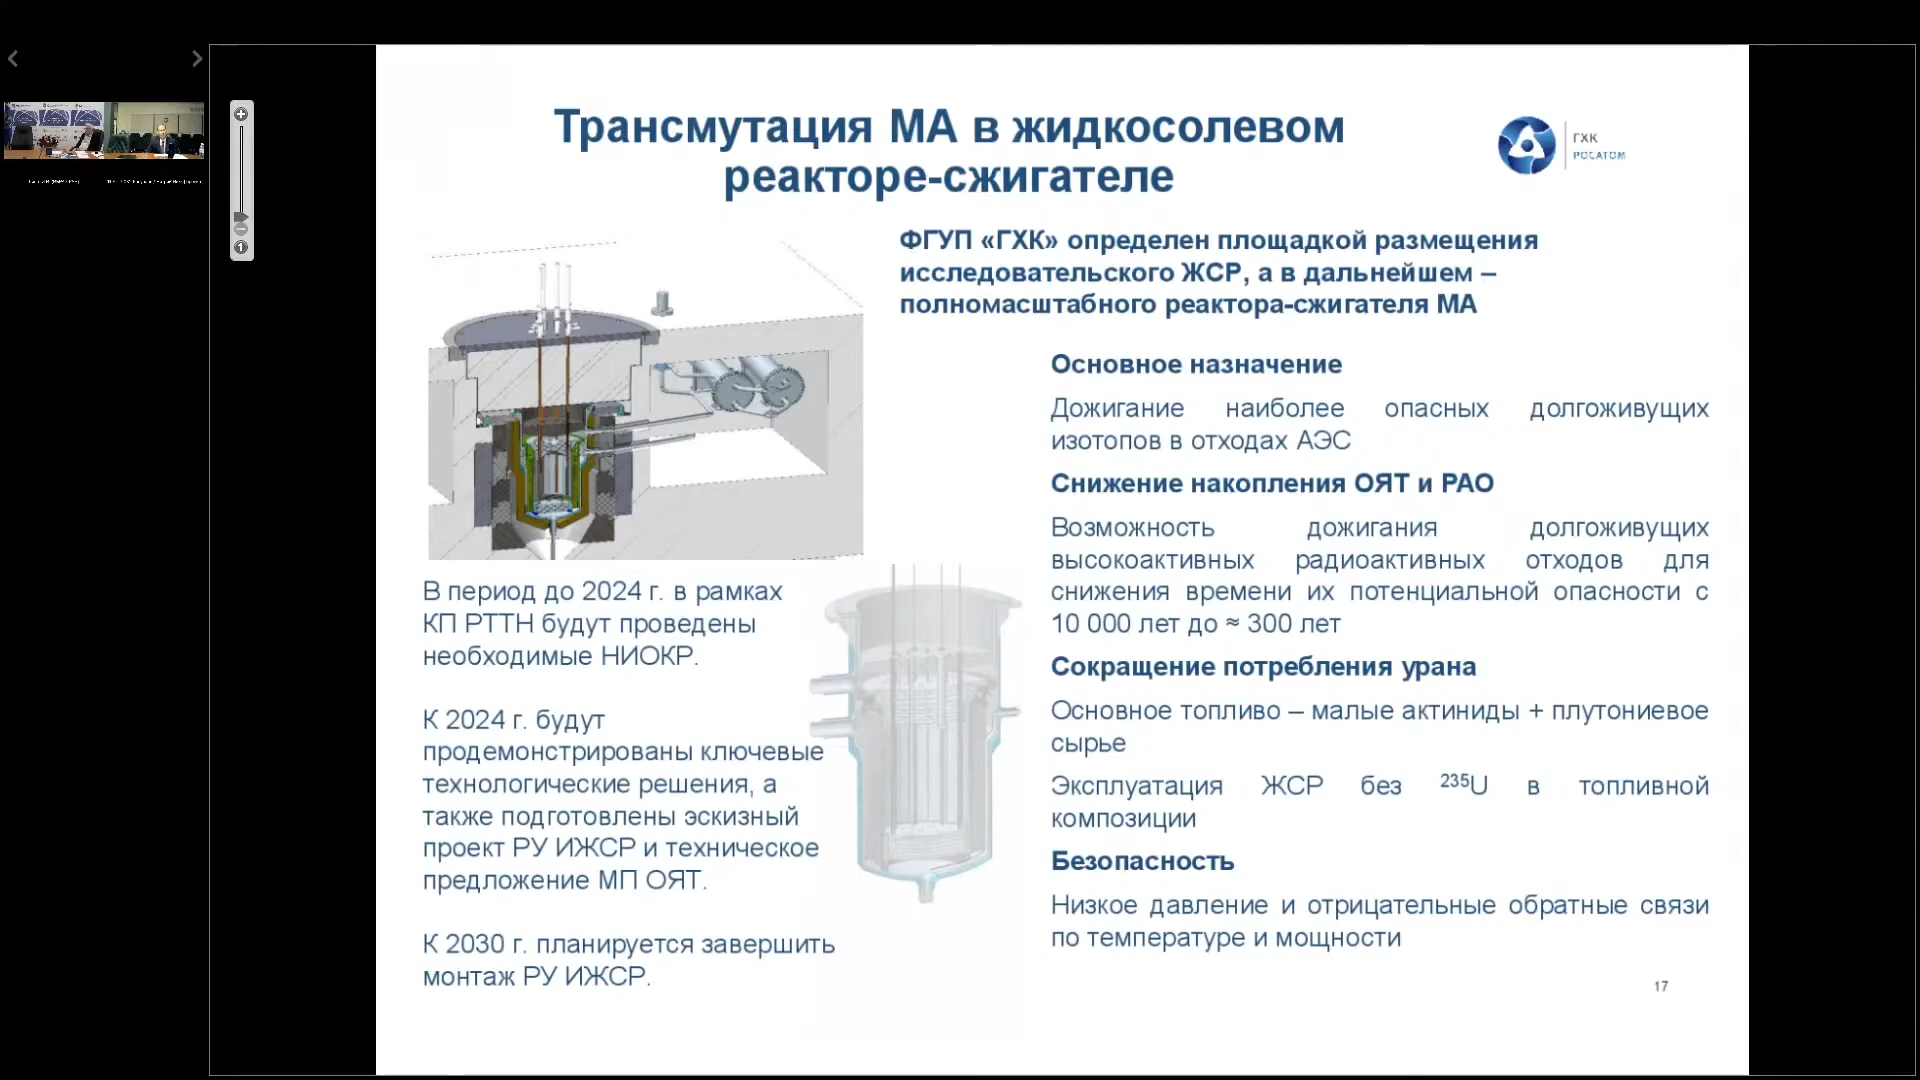 Трансмутация МА в жидкосолевом
реакторе-сжигателе
ГХК
РОСАТОМ
ФГУП «ГХК» определен площадкой размещения
исследовательского ЖСР, а в дальнейшем –
полномасштабного реактора-сжигателя МА
В период до 2024 г. в рамках
КП РТТН будут проведены
необходимые НИОКР.
К 2024 г. будут
продемонстрированы ключевые
технологические решения, а
также подготовлены эскизный
проект РУ ИЖСР и техническое
предложение МП ОЯТ.
К 2030 г. планируется завершить
монтаж РУ ИЖСР.
Основное назначение
Дожигание наиболее опасных долгоживущих
изотопов в отходах АЭС
Снижение накопления ОЯТ и РАО
Возможность дожигания долгоживущих
высокоактивных радиоактивных отходов для
снижения времени их потенциальной опасности с
10 000 лет до ≈ 300 лет
Сокращение потребления урана
Основное топливо – малые актиниды + плутониевое
сырье
Эксплуатация ЖСР без ²³⁵U в топливной
композиции
Безопасность
Низкое давление и отрицательные обратные связи
по температуре и мощности
17
1